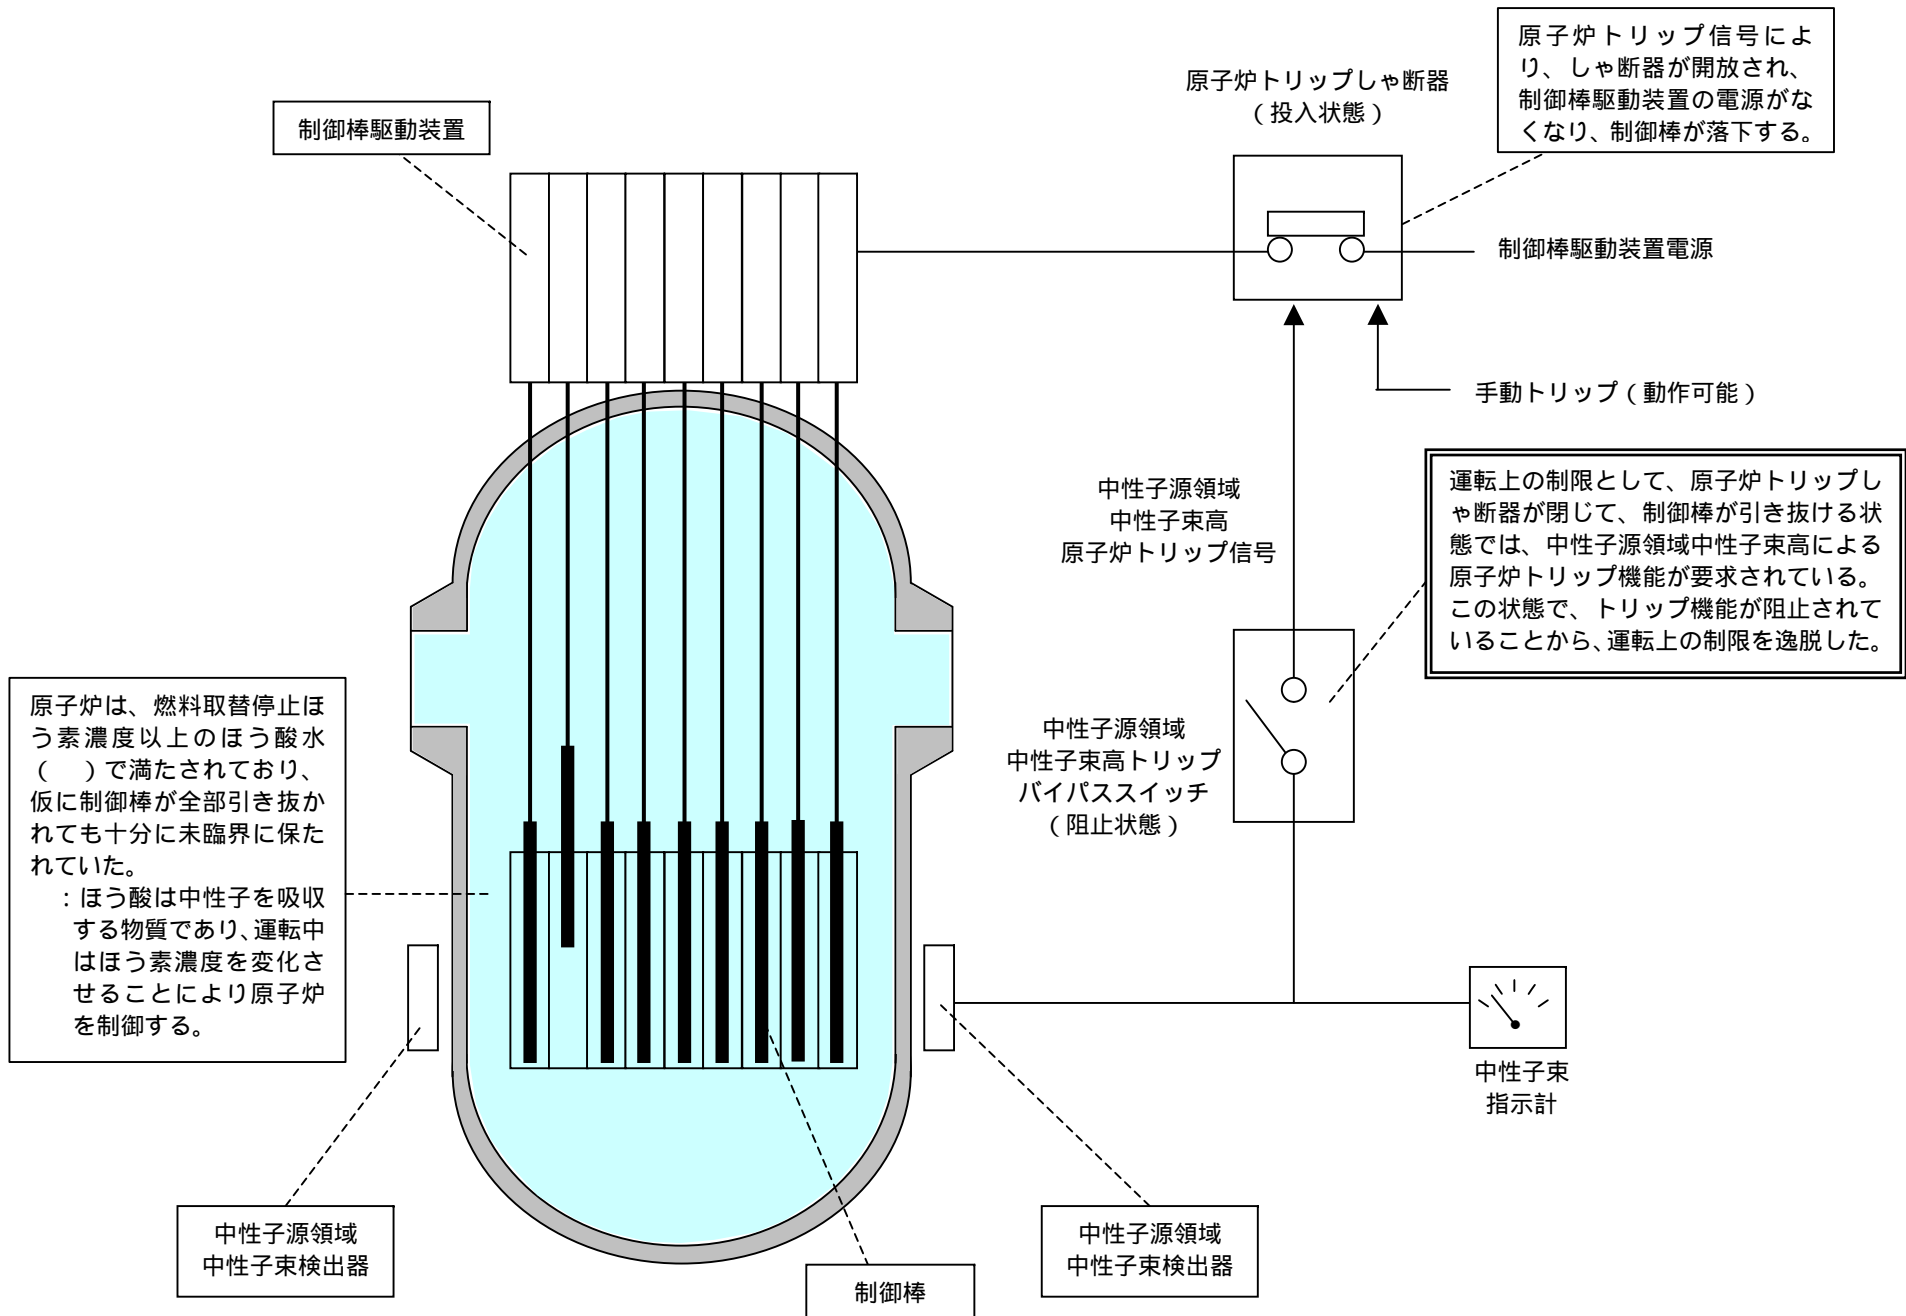 原子炉トリップ信号によ
り、しゃ断器が開放され、
制御棒駆動装置の電源がな
くなり、制御棒が落下する。
原子炉トリップしゃ断器
(投入状態)
制御棒駆動装置
制御棒駆動装置電源
手動トリップ(動作可能)
中性子源領域
中性子束高
原子炉トリップ信号
運転上の制限として、原子炉トリップし
ゃ断器が閉じて、制御棒が引き抜ける状
態では、中性子源領域中性子束高による
原子炉トリップ機能が要求されている。
この状態で、トリップ機能が阻止されて
いることから、運転上の制限を逸脱した。
原子炉は、燃料取替停止ほ
う素濃度以上のほう酸水
(　)で満たされており、
仮に制御棒が全部引き抜か
れても十分に未臨界に保た
れていた。
：ほう酸は中性子を吸収
する物質であり、運転中
はほう素濃度を変化さ
せることにより原子炉
を制御する。
中性子源領域
中性子束高トリップ
バイパススイッチ
(阻止状態)
中性子束
指示計
中性子源領域
中性子束検出器
制御棒
中性子源領域
中性子束検出器